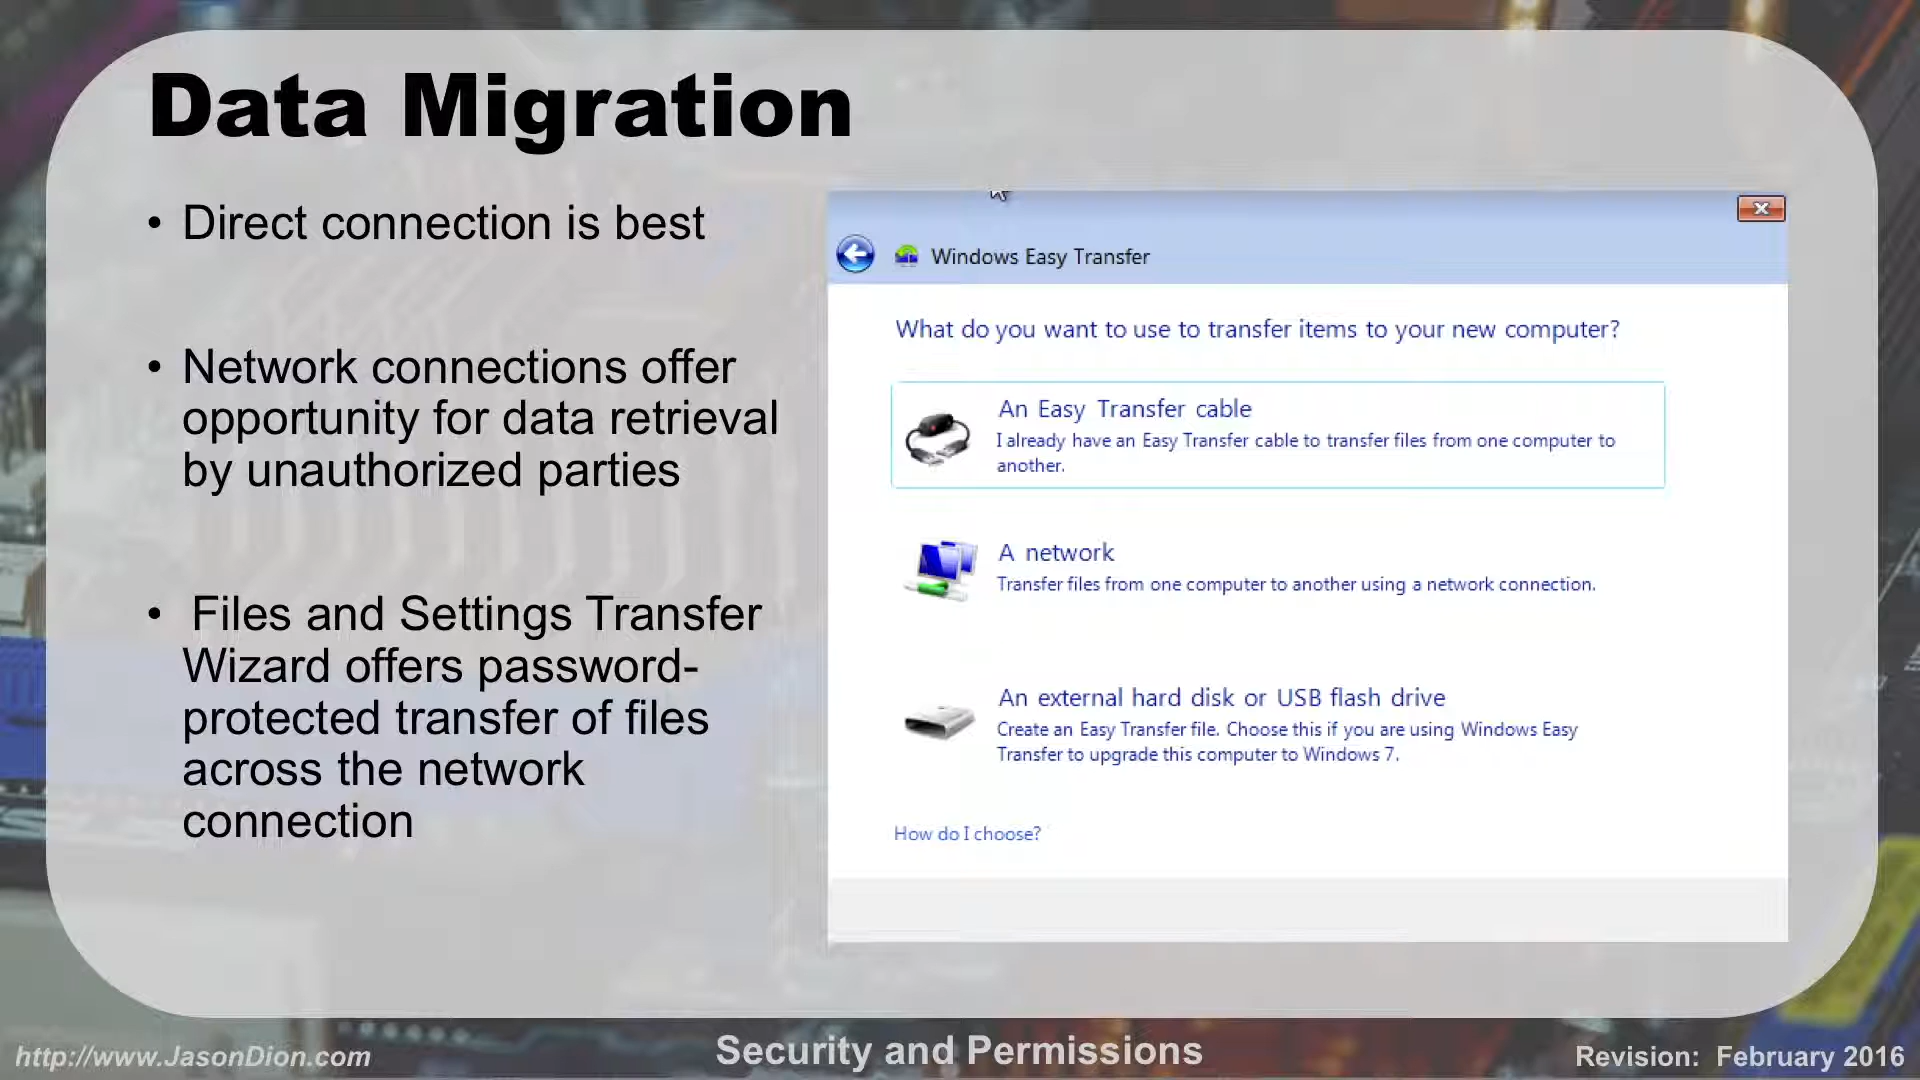 Data Migration
• Direct connection is best
• Network connections offer
opportunity for data retrieval
by unauthorized parties
• Files and Settings Transfer
Wizard offers password-
protected transfer of files
across the network
connection
Windows Easy Transfer
What do you want to use to transfer items to your new computer?
An Easy Transfer cable
I already have an Easy Transfer cable to transfer files from one computer to
another.
A network
Transfer files from one computer to another using a network connection.
An external hard disk or USB flash drive
Create an Easy Transfer file. Choose this if you are using Windows Easy
Transfer to upgrade this computer to Windows 7.
How do I choose?
http://www.JasonDion.com
Security and Permissions
Revision: February 2016